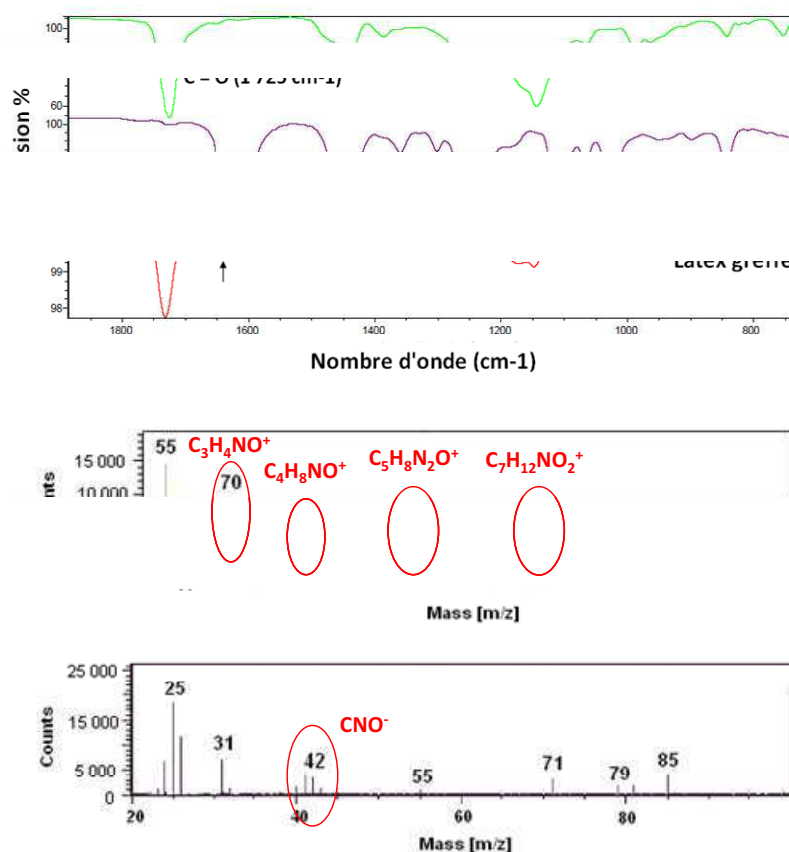 100
C = O (1 725 cm-1)
60
100
sion %
99
98
Latex greffé
1800 1600 1400 1200 1000 800
Nombre d'onde (cm-1)
55 C₃H₄NO⁺ C₄H₈NO⁺ C₅H₈N₂O⁺ C₇H₁₂NO₂⁺
15 000
70
10 000
nts
Mass [m/z]
25 000
25
Counts
15 000
CNO⁻
31
42
5 000
55
71
79
85
0
20 40 60 80
Mass [m/z]